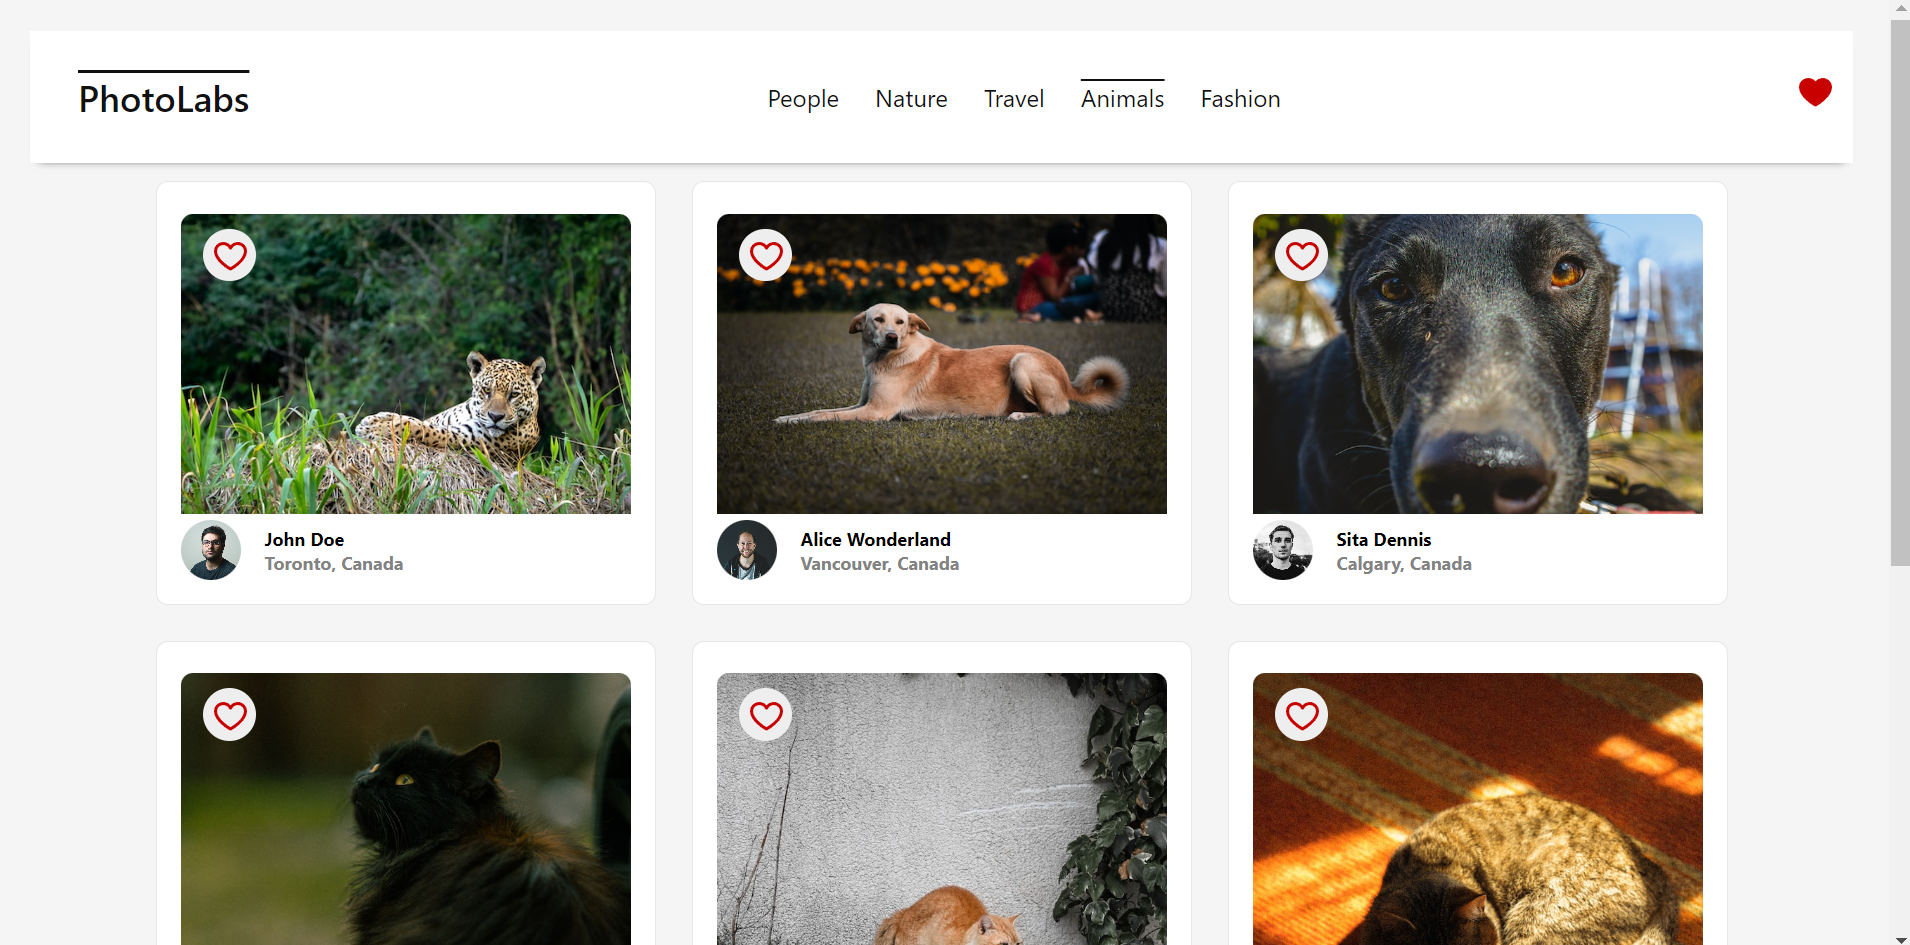 PhotoLabs
People Nature Travel Animals Fashion
John Doe
Toronto, Canada
Alice Wonderland
Vancouver, Canada
Sita Dennis
Calgary, Canada